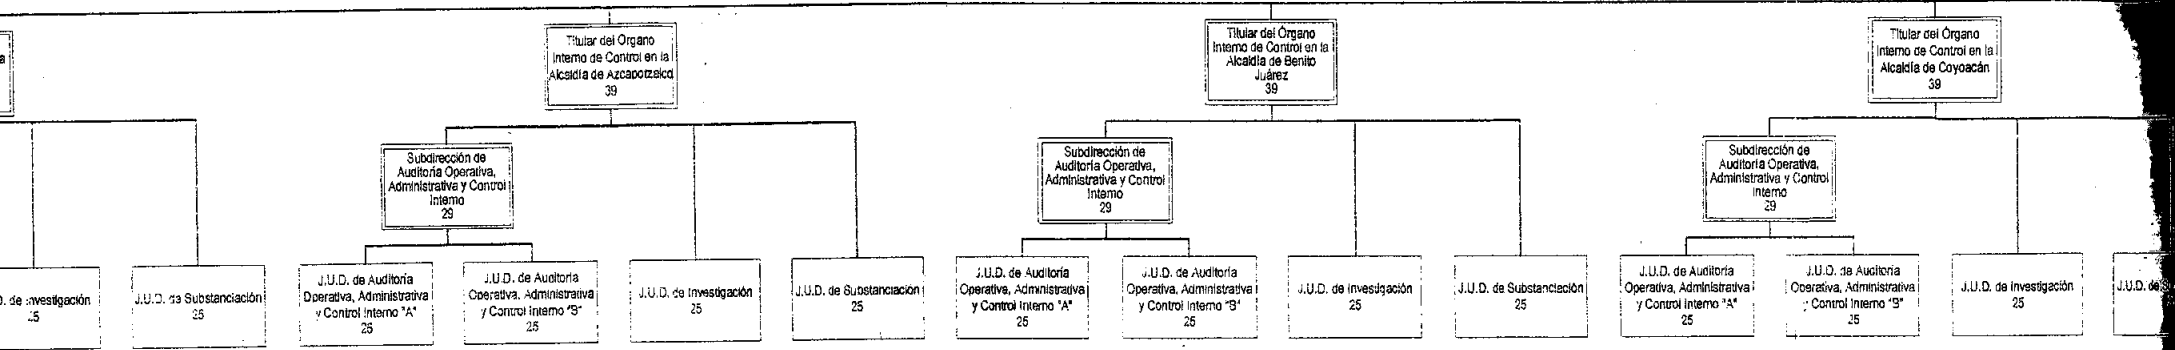 a
Titular del Órgano
Interno de Control en la
Alcaldía de Azcapotzalco
39
Titular del Órgano
Interno de Control en la
Alcaldía de Benito
Juárez
39
Titular del Órgano
Interno de Control en la
Alcaldía de Coyoacán
39
Subdirección de
Auditoría Operativa,
Administrativa y Control
Interno
29
Subdirección de
Auditoría Operativa,
Administrativa y Control
Interno
29
Subdirección de
Auditoría Operativa,
Administrativa y Control
Interno
29
D. de Investigación
25
J.U.D. de Substanciación
25
J.U.D. de Auditoría
Operativa, Administrativa
y Control Interno "A"
25
J.U.D. de Auditoría
Operativa, Administrativa
y Control Interno "B"
25
J.U.D. de Investigación
25
J.U.D. de Substanciación
25
J.U.D. de Auditoría
Operativa, Administrativa
y Control Interno "A"
25
J.U.D. de Auditoría
Operativa, Administrativa
y Control Interno "B"
25
J.U.D. de Investigación
25
J.U.D. de Substanciación
25
J.U.D. de Auditoría
Operativa, Administrativa
y Control Interno "A"
25
J.U.D. de Auditoría
Operativa, Administrativa
y Control Interno "B"
25
J.U.D. de Investigación
25
J.U.D. de